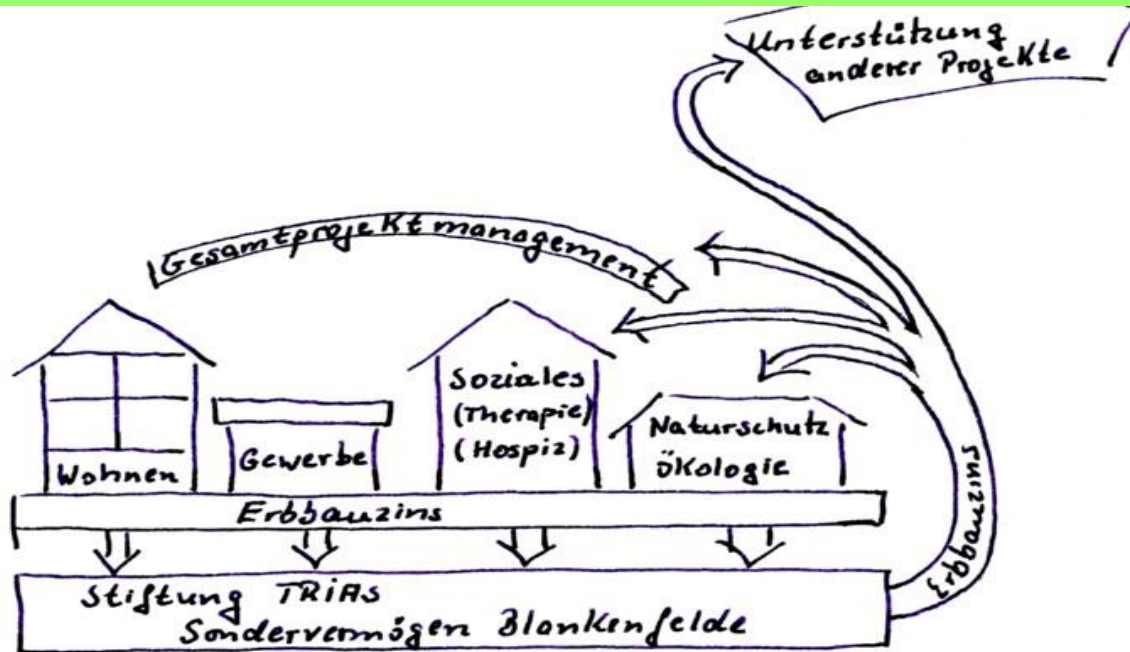 Unterstützung
anderer Projekte
Gesamtprojektmanagement
Wohnen
Gewerbe
Soziales
(Therapie)
(Hospiz)
Naturschutz
Ökologie
Erbbauzins
Erbbauzins
Stiftung TRIAS
Sondervermögen Blankenfelde